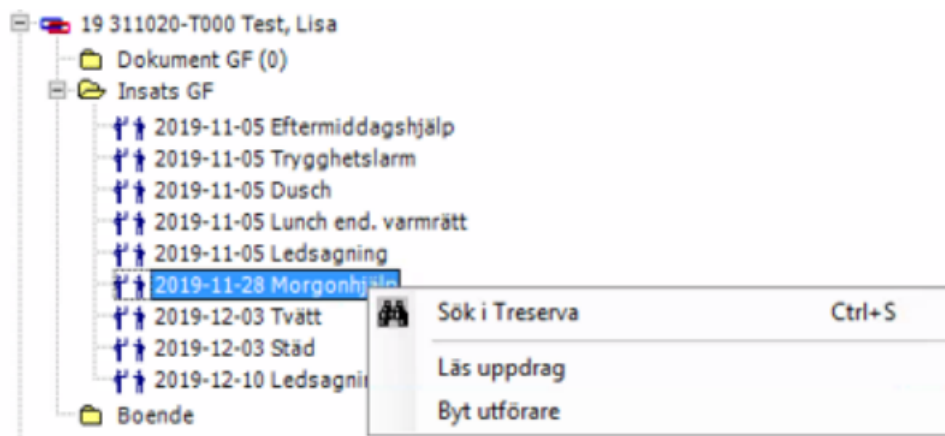 19 311020-T000 Test, Lisa
Dokument GF (0)
Insats GF
2019-11-05 Eftermiddagshjälp
2019-11-05 Trygghetslarm
2019-11-05 Dusch
2019-11-05 Lunch end. varmrätt
2019-11-05 Ledsagning
2019-11-28 Morgonhjälp
2019-12-03 Tvätt
2019-12-03 Städ
2019-12-10
Boende
Sök i Treserva Ctrl+S
Läs uppdrag
Byt utförare